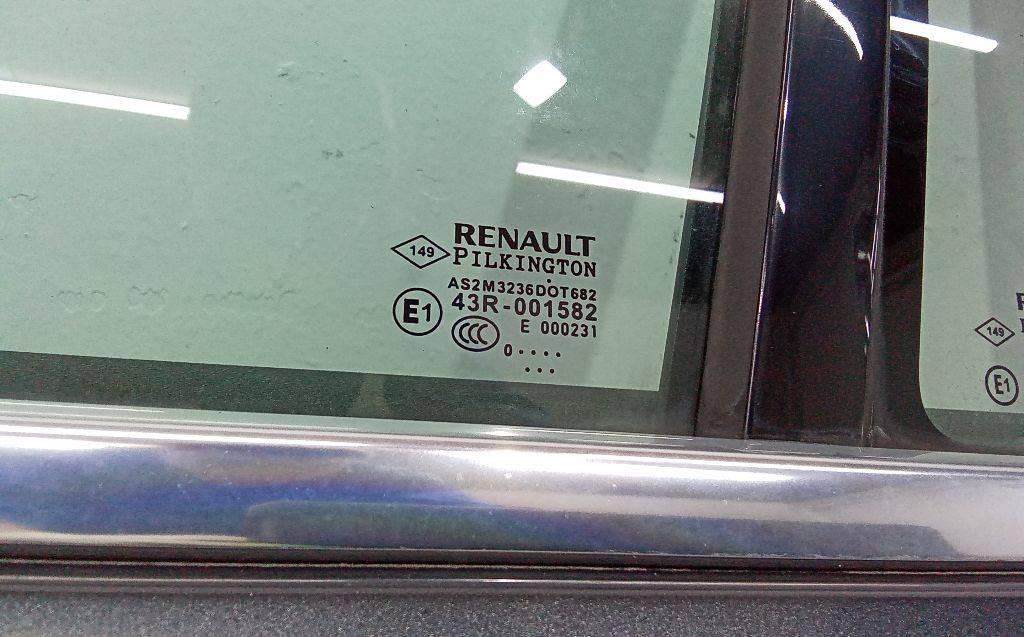 RENAULT
149
PILKINGTON
AS2M3236DOT682
43R-001582
E1
E 000231
CCC
0....
...
149
E1